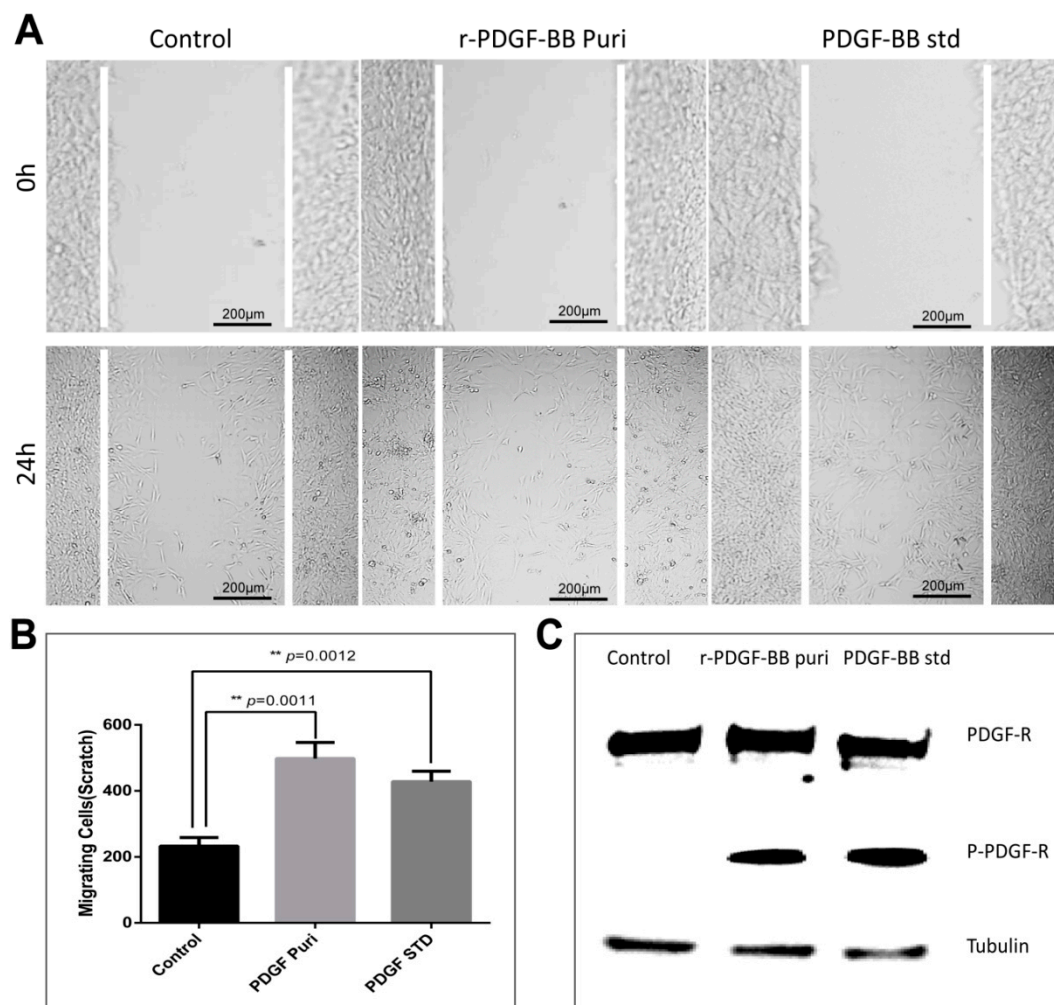 A
Control r-PDGF-BB Puri PDGF-BB std
0h
200µm 200µm 200µm
24h
200µm 200µm 200µm
B
** p=0.0012
** p=0.0011
Migrating Cells(Scratch)
600
400
200
0
Control PDGF Puri PDGF STD
C
Control r-PDGF-BB puri PDGF-BB std
PDGF-R
P-PDGF-R
Tubulin